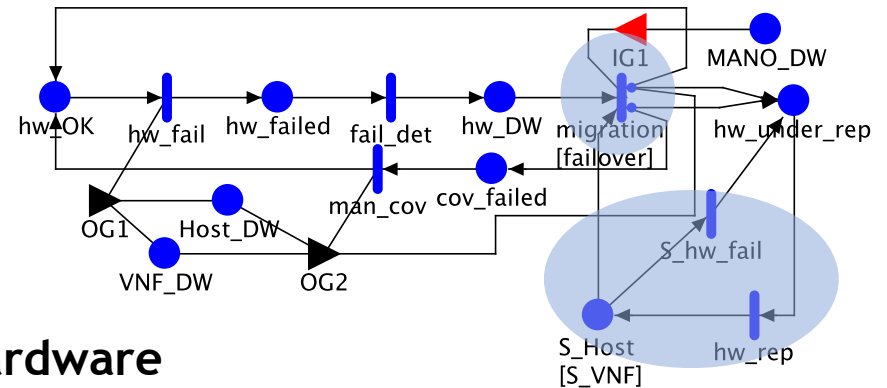 IG1
MANO_DW
hw_OK
hw_fail
hw_failed
fail_det
hw_DW
migration
[failover]
hw_under_rep
man_cov
cov_failed
OG1
Host_DW
S_hw_fail
VNF_DW
OG2
S_Host
[S_VNF]
hw_rep